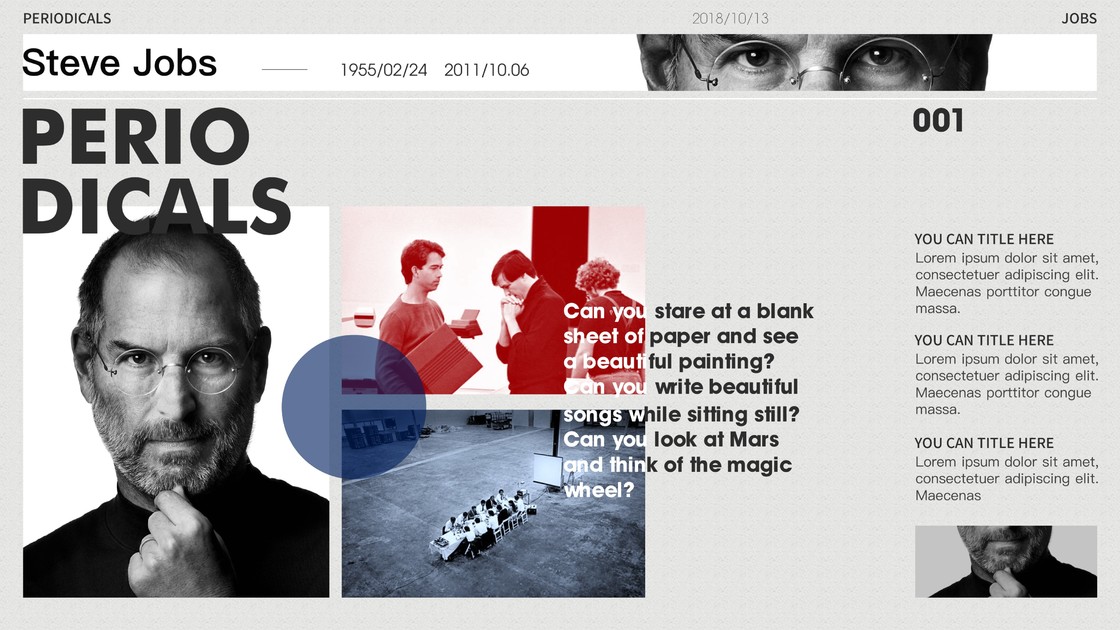 PERIODICALS
2018/10/13
JOBS
Steve Jobs
1955/02/24 2011/10.06
PERIO
DICALS
001
Can you stare at a blank
sheet of paper and see
a beautiful painting?
Can you write beautiful
songs while sitting still?
Can you look at Mars
and think of the magic
wheel?
YOU CAN TITLE HERE
Lorem ipsum dolor sit amet,
consectetuer adipiscing elit.
Maecenas porttitor congue
massa.
YOU CAN TITLE HERE
Lorem ipsum dolor sit amet,
consectetuer adipiscing elit.
Maecenas porttitor congue
massa.
YOU CAN TITLE HERE
Lorem ipsum dolor sit amet,
consectetuer adipiscing elit.
Maecenas